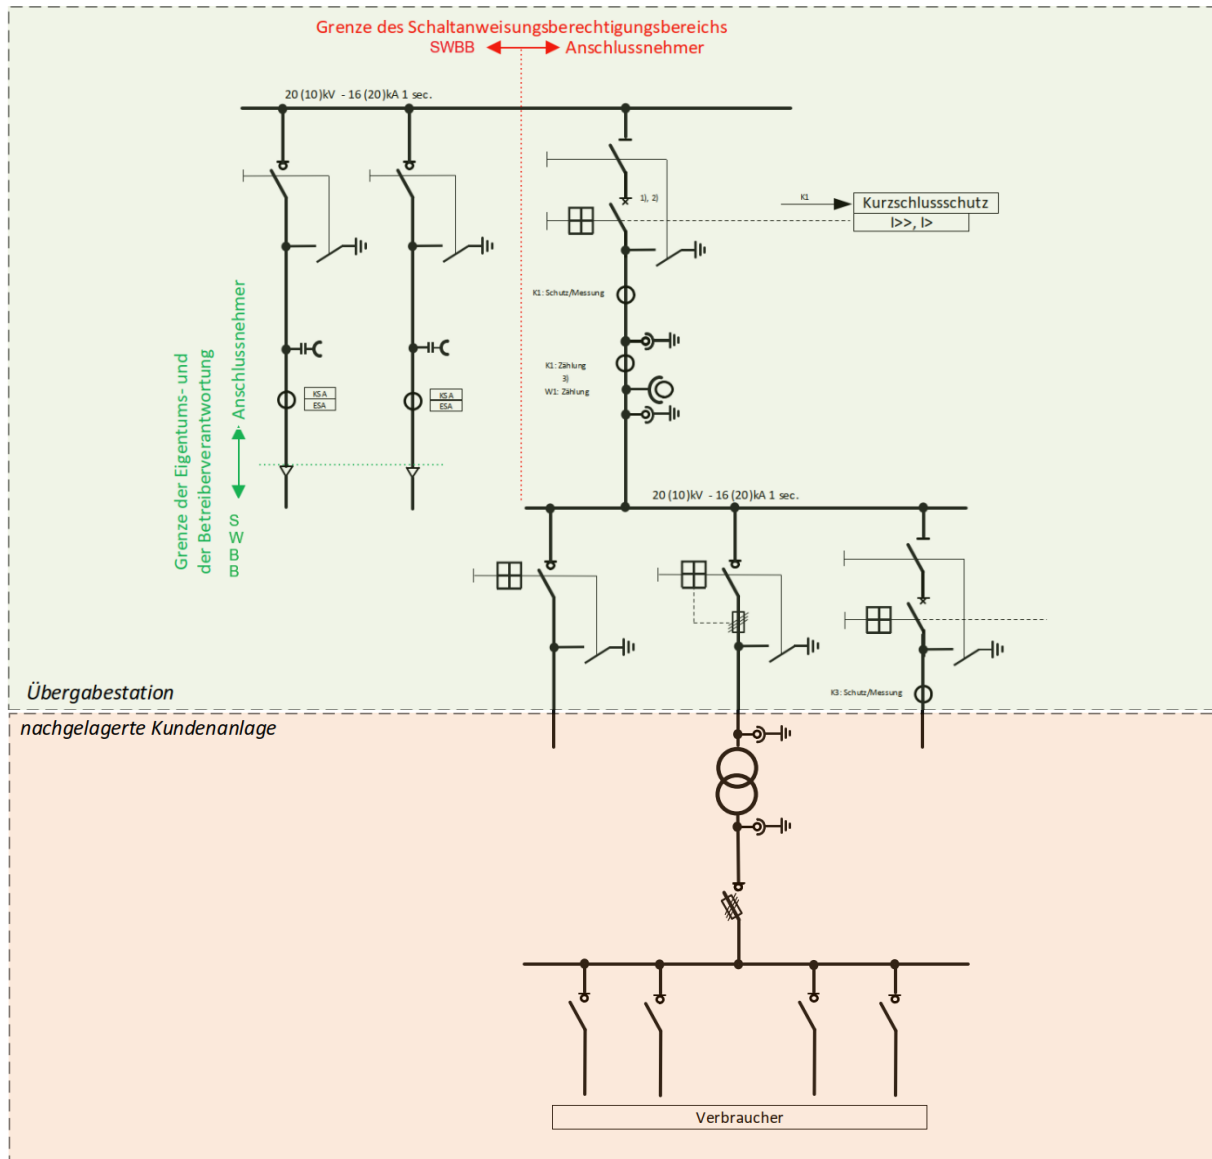 Grenze des Schaltanweisungsberechtigungsbereichs
SWBB
Anschlussnehmer
20 (10)kV - 16 (20)kA 1 sec.
1), 2)
K1
Kurzschlussschutz
I>>, I>
K1: Schutz/Messung
K1: Zählung
3)
W1: Zählung
KSA
ESA
KSA
ESA
Grenze der Eigentums- und
der Betreiberverantwortung
Anschlussnehmer
S
W
B
B
20 (10)kV - 16 (20)kA 1 sec.
K3: Schutz/Messung
Übergabestation
nachgelagerte Kundenanlage
Verbraucher